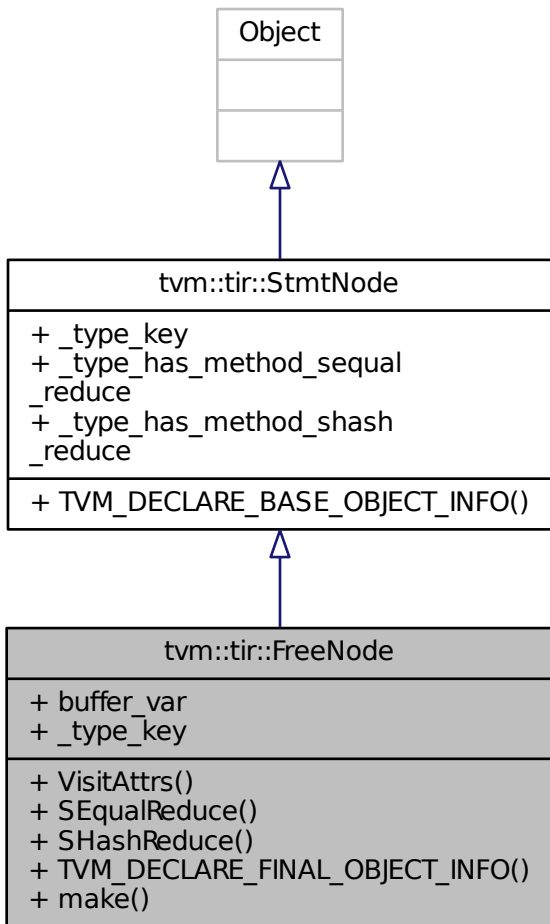 Object
tvm::tir::StmtNode
+ _type_key
+ _type_has_method_sequal
_reduce
+ _type_has_method_shash
_reduce
+ TVM_DECLARE_BASE_OBJECT_INFO()
tvm::tir::FreeNode
+ buffer_var
+ _type_key
+ VisitAttrs()
+ SEqualReduce()
+ SHashReduce()
+ TVM_DECLARE_FINAL_OBJECT_INFO()
+ make()